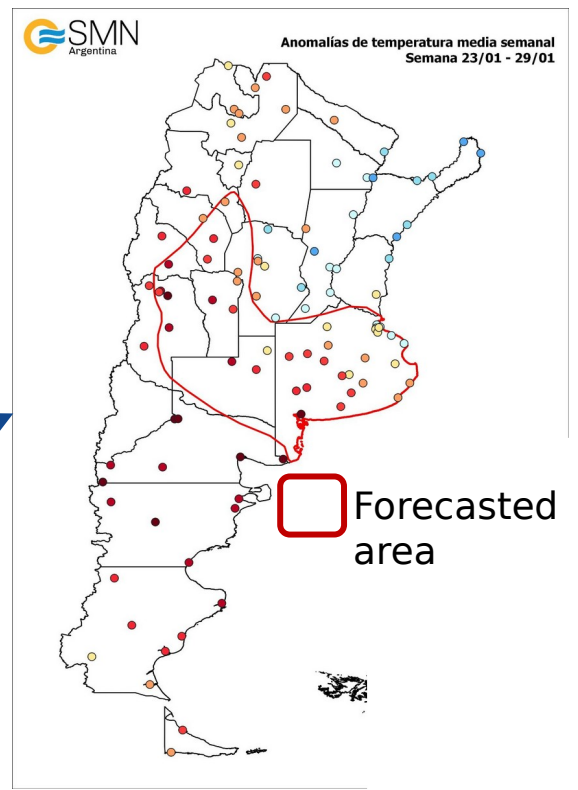 SMN
Argentina
Anomalías de temperatura media semanal
Semana 23/01 - 29/01
Forecasted
area